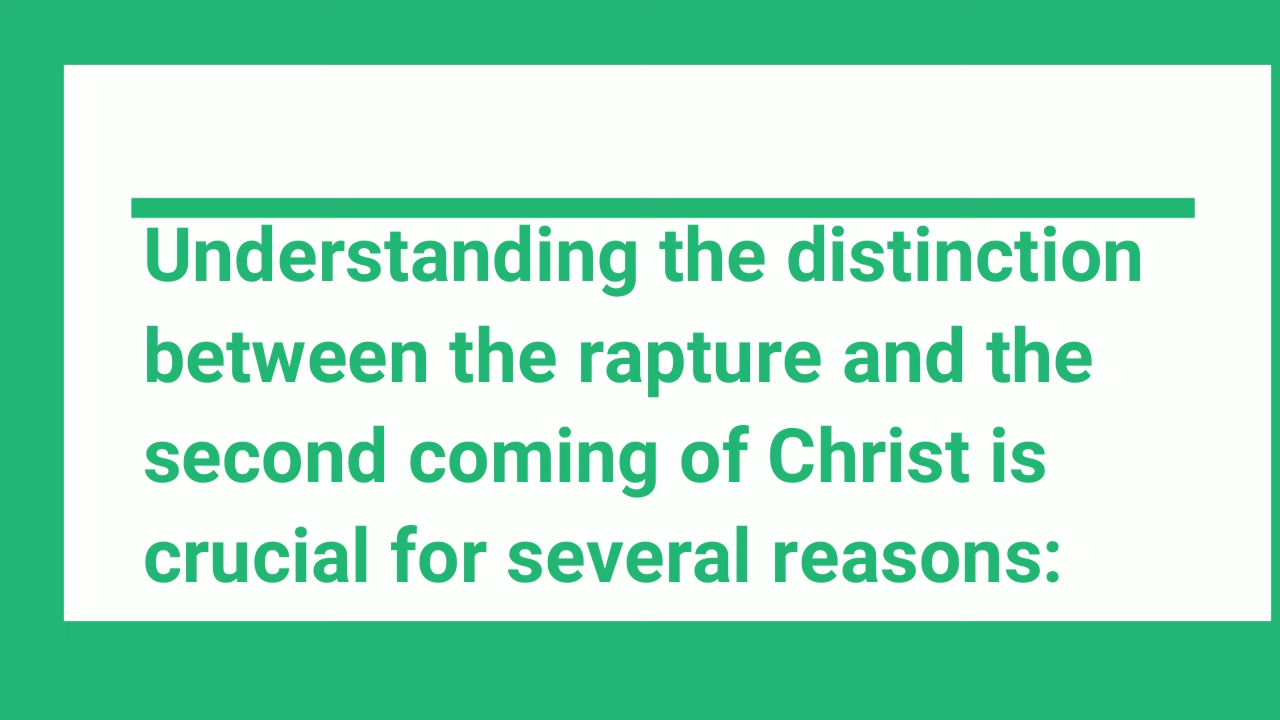 Understanding the distinction
between the rapture and the
second coming of Christ is
crucial for several reasons: